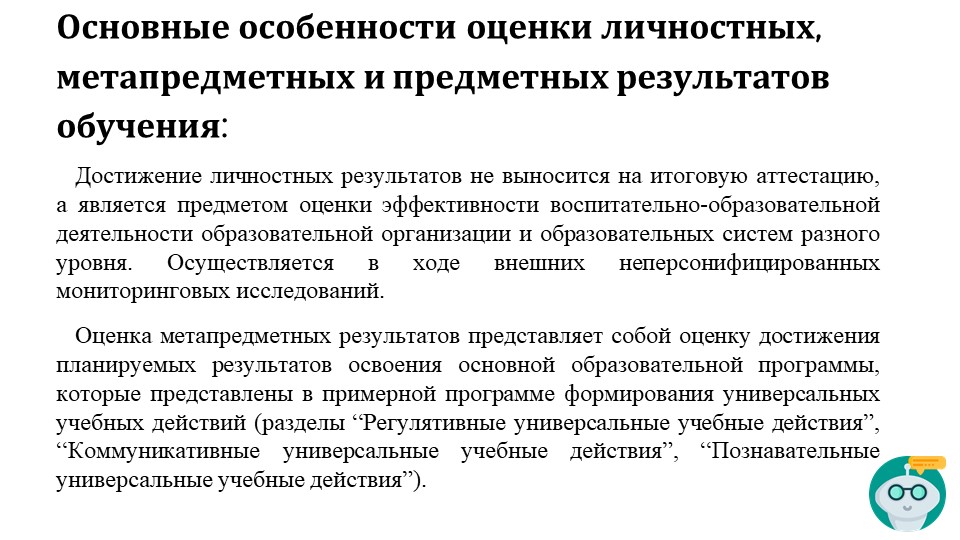 Основные особенности оценки личностных,
метапредметных и предметных результатов
обучения:
Достижение личностных результатов не выносится на итоговую аттестацию,
а является предметом оценки эффективности воспитательно-образовательной
деятельности образовательной организации и образовательных систем разного
уровня. Осуществляется в ходе внешних неперсонифицированных
мониторинговых исследований.
Оценка метапредметных результатов представляет собой оценку достижения
планируемых результатов освоения основной образовательной программы,
которые представлены в примерной программе формирования универсальных
учебных действий (разделы “Регулятивные универсальные учебные действия”,
“Коммуникативные универсальные учебные действия”, “Познавательные
универсальные учебные действия”).